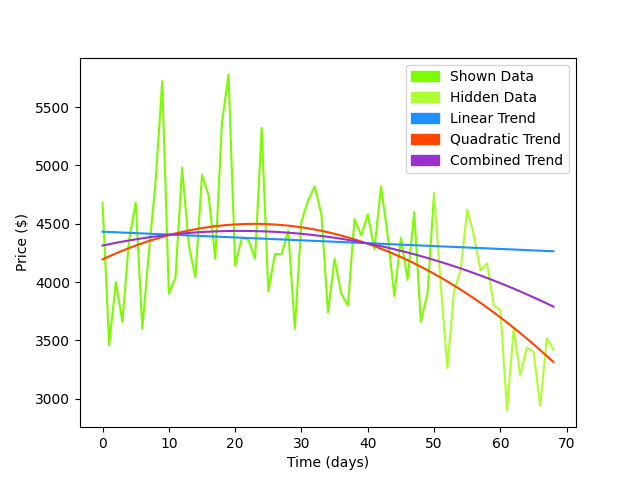 Shown Data
Hidden Data
Linear Trend
Quadratic Trend
Combined Trend
5500
5000
4500
4000
3500
3000
Price ($)
0 10 20 30 40 50 60 70
Time (days)